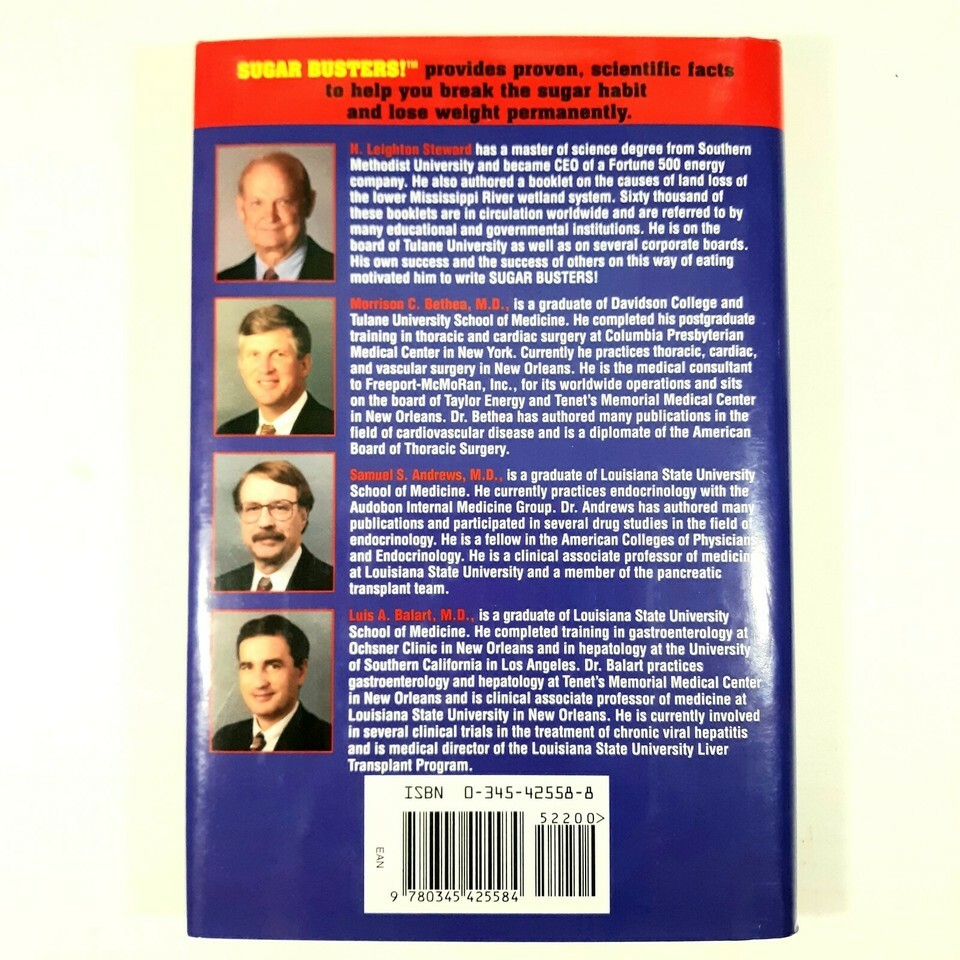 SUGAR BUSTERS!™ provides proven, scientific facts
to help you break the sugar habit
and lose weight permanently.
H. Leighton Steward has a master of science degree from Southern
Methodist University and became CEO of a Fortune 500 energy
company. He also authored a booklet on the causes of land loss of
the lower Mississippi River wetland system. Sixty thousand of
these booklets are in circulation worldwide and are referred to by
many educational and governmental institutions. He is on the
board of Tulane University as well as on several corporate boards.
His own success and the success of others on this way of eating
motivated him to write SUGAR BUSTERS!
Morrison C. Bethea, M.D., is a graduate of Davidson College and
Tulane University School of Medicine. He completed his postgraduate
training in thoracic and cardiac surgery at Columbia Presbyterian
Medical Center in New York. Currently he practices thoracic, cardiac,
and vascular surgery in New Orleans. He is the medical consultant
to Freeport-McMoRan, Inc., for its worldwide operations and sits
on the board of Taylor Energy and Tenet's Memorial Medical Center
in New Orleans. Dr. Bethea has authored many publications in the
field of cardiovascular disease and is a diplomate of the American
Board of Thoracic Surgery.
Samuel S. Andrews, M.D., is a graduate of Louisiana State University
School of Medicine. He currently practices endocrinology with the
Audobon Internal Medicine Group. Dr. Andrews has authored many
publications and participated in several drug studies in the field of
endocrinology. He is a fellow in the American Colleges of Physicians
and Endocrinology. He is a clinical associate professor of medicine
at Louisiana State University and a member of the pancreatic
transplant team.
Luis A. Balart, M.D., is a graduate of Louisiana State University
School of Medicine. He completed training in gastroenterology at
Ochsner Clinic in New Orleans and in hepatology at the University
of Southern California in Los Angeles. Dr. Balart practices
gastroenterology and hepatology at Tenet's Memorial Medical Center
in New Orleans and is clinical associate professor of medicine at
Louisiana State University in New Orleans. He is currently involved
in several clinical trials in the treatment of chronic viral hepatitis
and is medical director of the Louisiana State University Liver
Transplant Program.
ISBN 0-345-42558-8
52200>
EAN
9 780345 425584